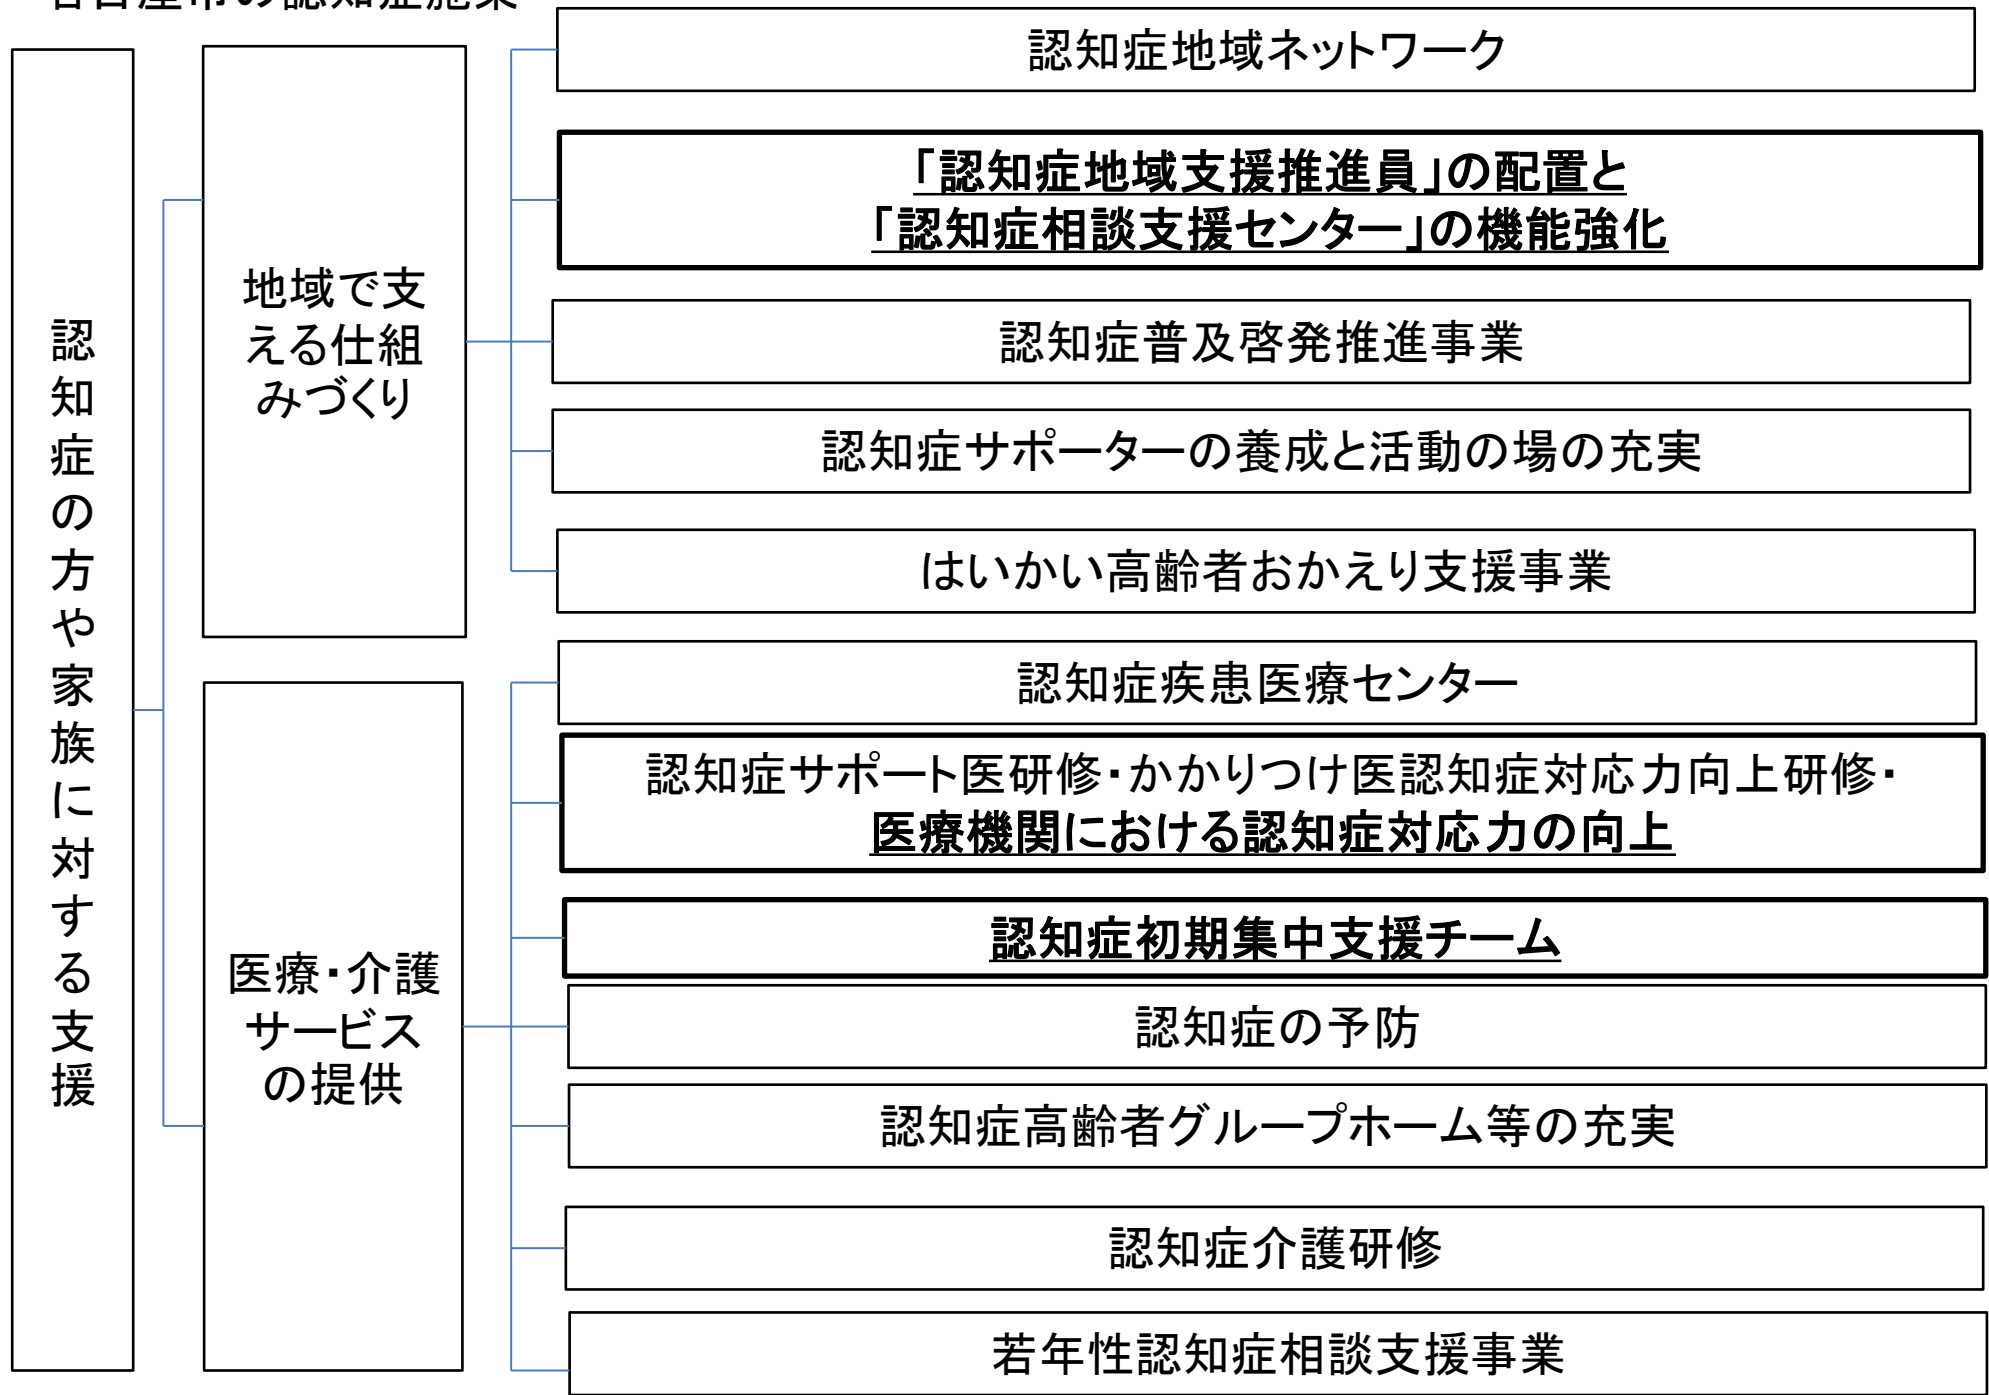 名古屋市の認知症施策
認知症の方や家族に対する支援
地域で支
える仕組
みづくり
認知症地域ネットワーク
「認知症地域支援推進員」の配置と
「認知症相談支援センター」の機能強化
認知症普及啓発推進事業
認知症サポーターの養成と活動の場の充実
はいかい高齢者おかえり支援事業
医療・介護
サービス
の提供
認知症疾患医療センター
認知症サポート医研修・かかりつけ医認知症対応力向上研修・
医療機関における認知症対応力の向上
認知症初期集中支援チーム
認知症の予防
認知症高齢者グループホーム等の充実
認知症介護研修
若年性認知症相談支援事業